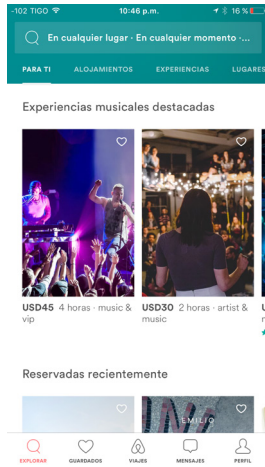 -102 TIGO 10:46 p.m. 16 %
En cualquier lugar · En cualquier momento · ...
PARA TI ALOJAMIENTOS EXPERIENCIAS LUGARES
Experiencias musicales destacadas
USD45 4 horas · music & vip
USD30 2 horas · artist & music
Reservadas recientemente
EMILIO
EXPLORAR GUARDADOS VIAJES MENSAJES PERFIL